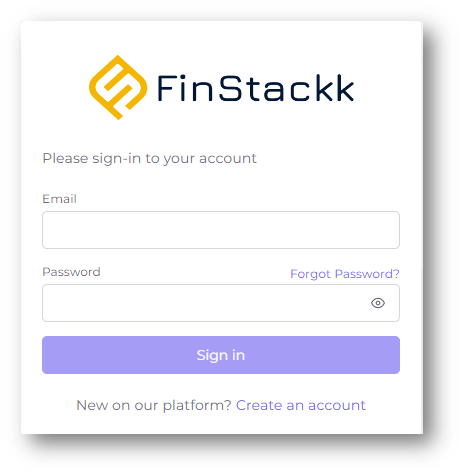 FinStackk
Please sign-in to your account
Email
Password
Forgot Password?
Sign in
New on our platform? Create an account